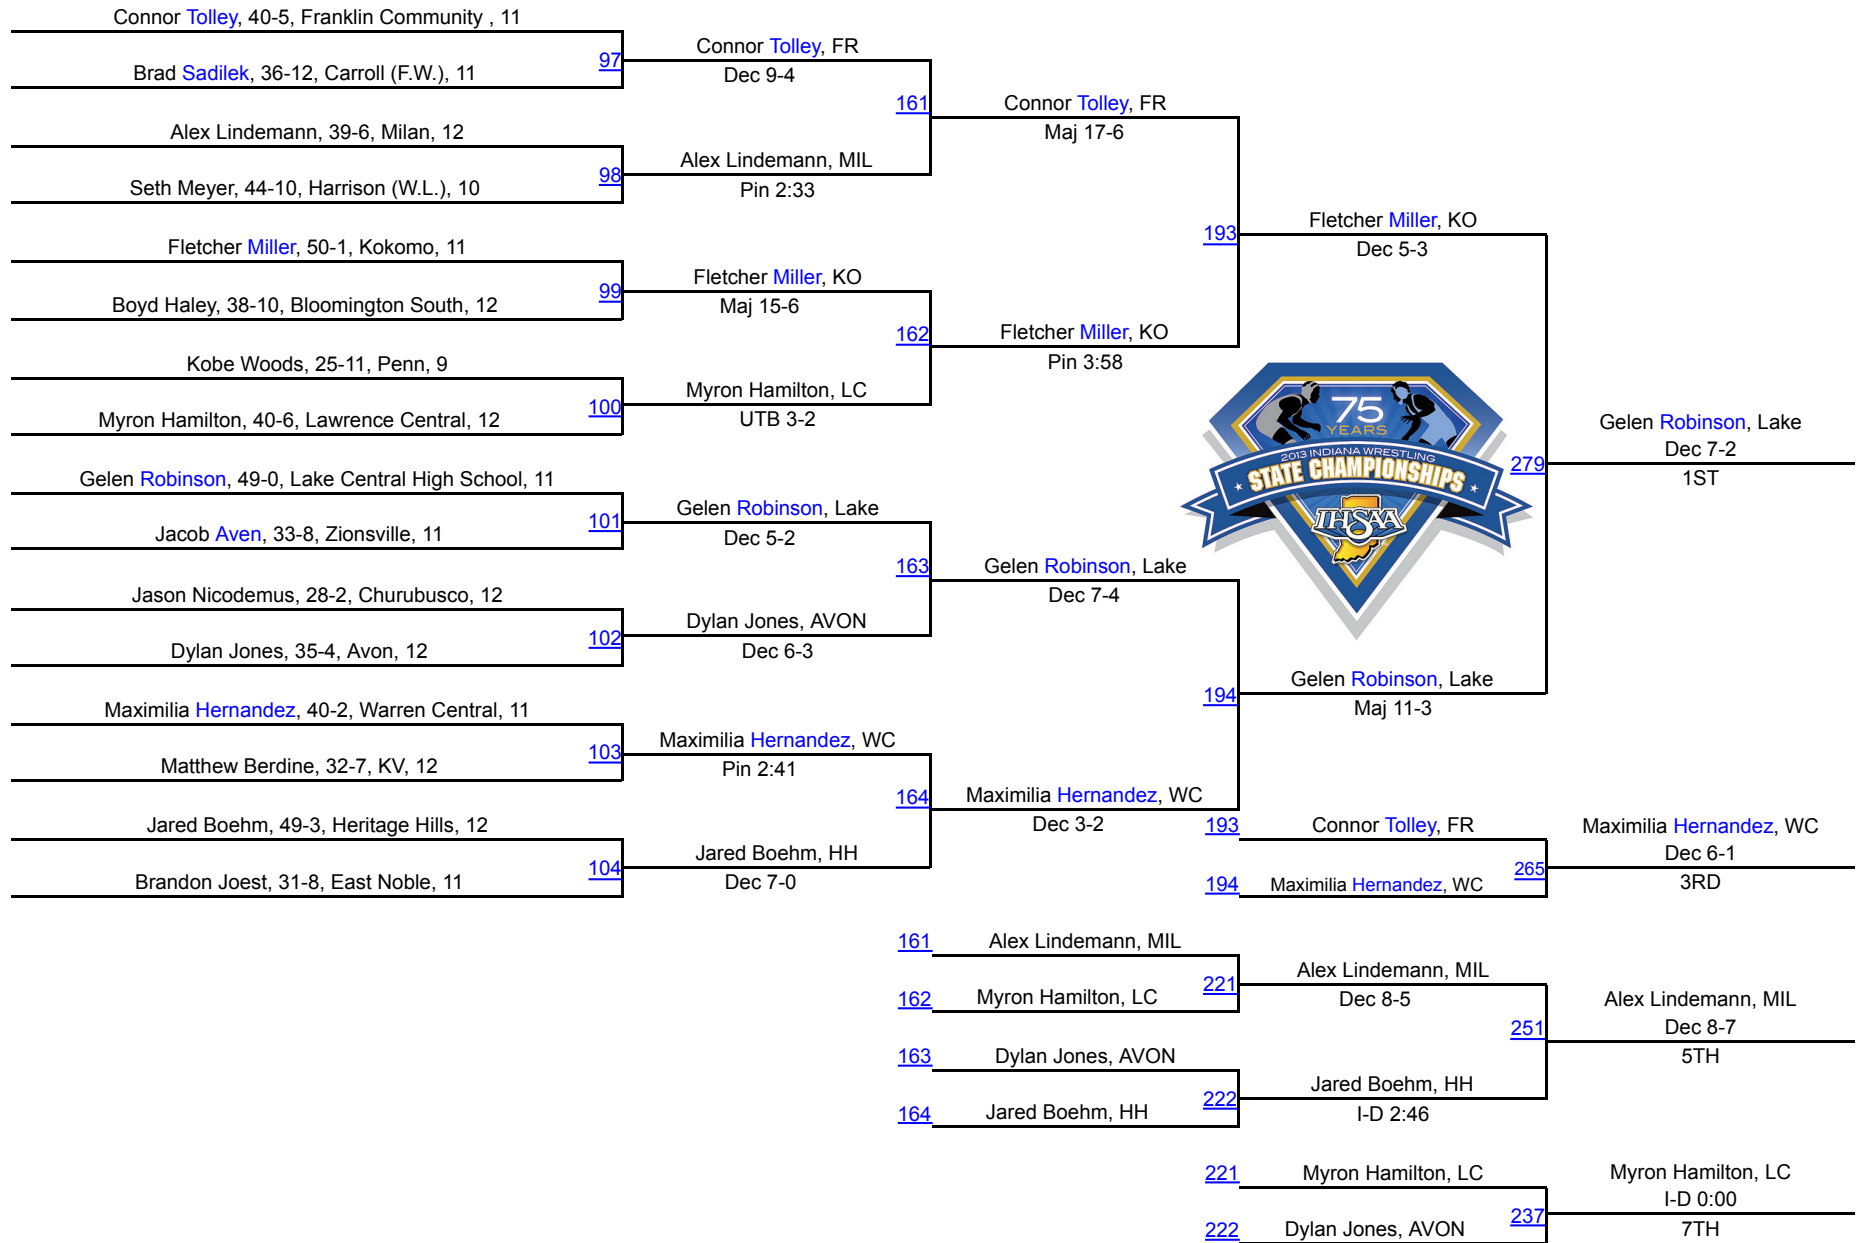 Connor Tolley, 40-5, Franklin Community , 11
97
Brad Sadilek, 36-12, Carroll (F.W.), 11
Connor Tolley, FR
Dec 9-4
161
Alex Lindemann, 39-6, Milan, 12
98
Seth Meyer, 44-10, Harrison (W.L.), 10
Alex Lindemann, MIL
Pin 2:33
Connor Tolley, FR
Maj 17-6
193
Fletcher Miller, 50-1, Kokomo, 11
99
Boyd Haley, 38-10, Bloomington South, 12
Fletcher Miller, KO
Maj 15-6
162
Kobe Woods, 25-11, Penn, 9
100
Myron Hamilton, 40-6, Lawrence Central, 12
Myron Hamilton, LC
UTB 3-2
Fletcher Miller, KO
Pin 3:58
Fletcher Miller, KO
Dec 5-3
279
75
YEARS
2013 INDIANA WRESTLING
STATE CHAMPIONSHIPS
IHSAA
Gelen Robinson, Lake
Dec 7-2
1ST
Gelen Robinson, 49-0, Lake Central High School, 11
101
Jacob Aven, 33-8, Zionsville, 11
Gelen Robinson, Lake
Dec 5-2
163
Jason Nicodemus, 28-2, Churubusco, 12
102
Dylan Jones, 35-4, Avon, 12
Dylan Jones, AVON
Dec 6-3
Gelen Robinson, Lake
Dec 7-4
194
Gelen Robinson, Lake
Maj 11-3
Maximilia Hernandez, 40-2, Warren Central, 11
103
Matthew Berdine, 32-7, KV, 12
Maximilia Hernandez, WC
Pin 2:41
164
Jared Boehm, 49-3, Heritage Hills, 12
104
Brandon Joest, 31-8, East Noble, 11
Jared Boehm, HH
Dec 7-0
Maximilia Hernandez, WC
Dec 3-2
193
Connor Tolley, FR
194
Maximilia Hernandez, WC
265
Maximilia Hernandez, WC
Dec 6-1
3RD
161
Alex Lindemann, MIL
162
Myron Hamilton, LC
221
Alex Lindemann, MIL
Dec 8-5
163
Dylan Jones, AVON
164
Jared Boehm, HH
222
Jared Boehm, HH
I-D 2:46
251
Alex Lindemann, MIL
Dec 8-7
5TH
221
Myron Hamilton, LC
222
Dylan Jones, AVON
237
Myron Hamilton, LC
I-D 0:00
7TH